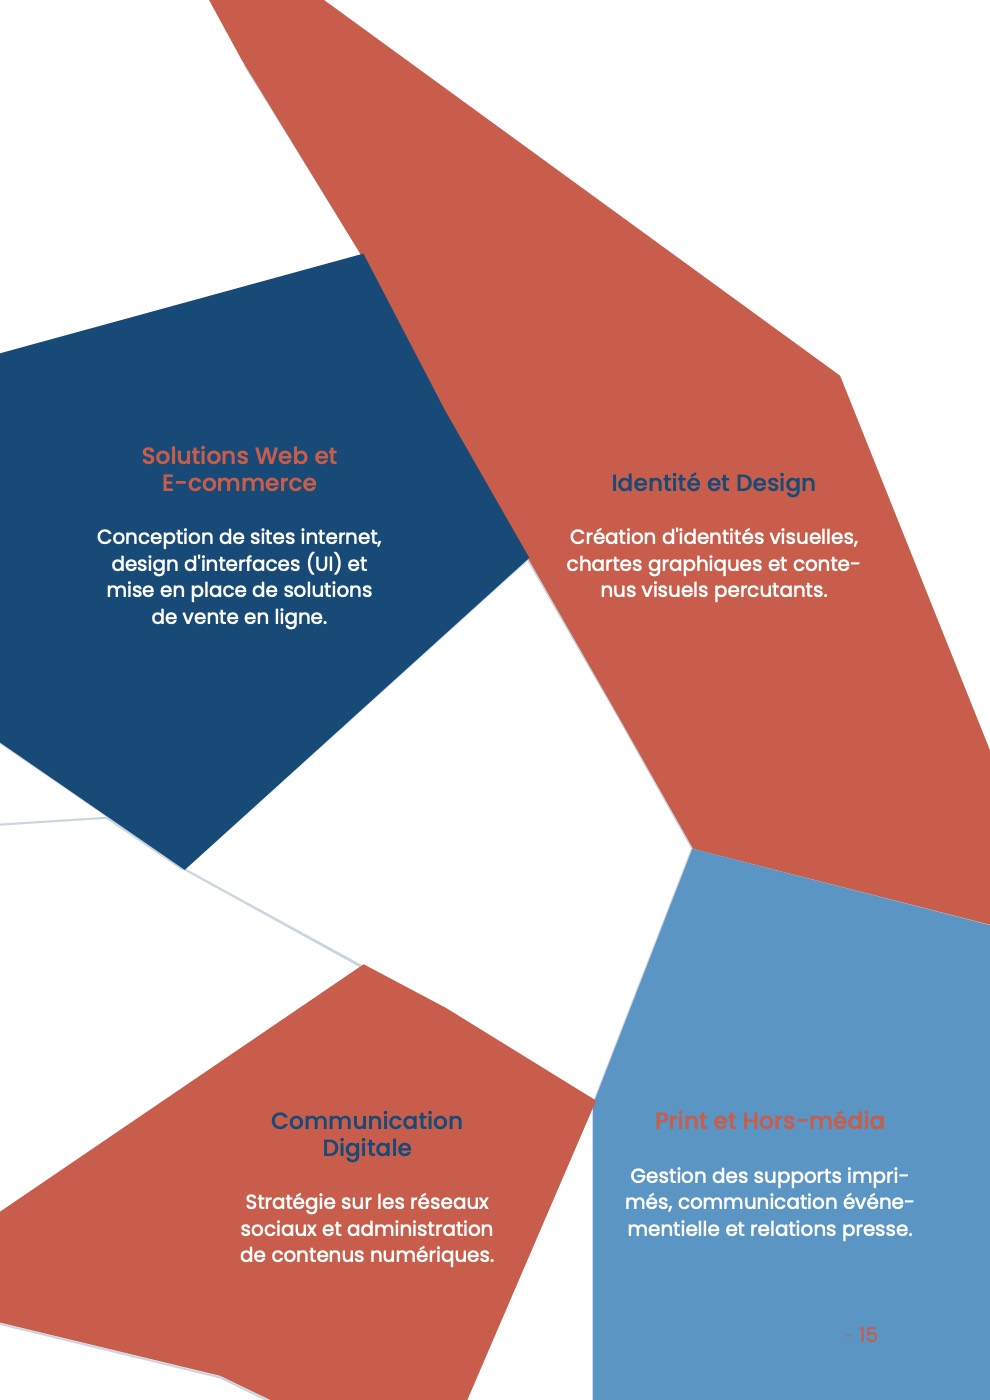 Solutions Web et
E-commerce
Conception de sites internet,
design d'interfaces (UI) et
mise en place de solutions
de vente en ligne.
Identité et Design
Création d'identités visuelles,
chartes graphiques et conte-
nus visuels percutants.
Communication
Digitale
Stratégie sur les réseaux
sociaux et administration
de contenus numériques.
Print et Hors-média
Gestion des supports impri-
més, communication événe-
mentielle et relations presse.
- 15